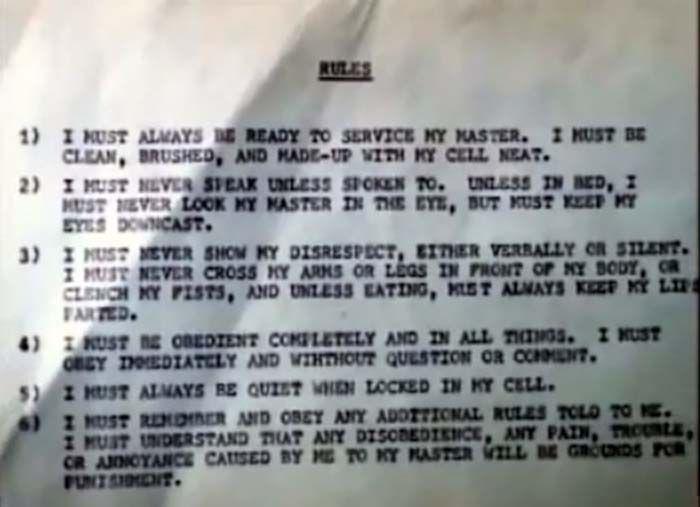 RULES
1) I MUST ALWAYS BE READY TO SERVICE MY MASTER. I MUST BE
CLEAN, BRUSHED, AND MADE-UP WITH MY CELL NEAT.
2) I MUST NEVER SPEAK UNLESS SPOKEN TO. UNLESS IN BED, I
MUST NEVER LOOK MY MASTER IN THE EYE, BUT MUST KEEP MY
EYES DOWNCAST.
3) I MUST NEVER SHOW MY DISRESPECT, EITHER VERBALLY OR SILENT.
I MUST NEVER CROSS MY ARMS OR LEGS IN FRONT OF MY BODY, OR
CLENCH MY FISTS, AND UNLESS EATING, MUST ALWAYS KEEP MY LIPS
PARTED.
4) I MUST BE OBEDIENT COMPLETELY AND IN ALL THINGS. I MUST
OBEY IMMEDIATELY AND WIHTHOUT QUESTION OR COMMENT.
5) I MUST ALWAYS BE QUIET WHEN LOCKED IN MY CELL.
6) I MUST REMEMBER AND OBEY ANY ADDITIONAL RULES TOLD TO ME.
I MUST UNDERSTAND THAT ANY DISOBEDIENCE, ANY PAIN, TROUBLE,
OR ANNOYANCE CAUSED BY ME TO MY MASTER WILL BE GROUNDS FOR
PUNISHMENT.